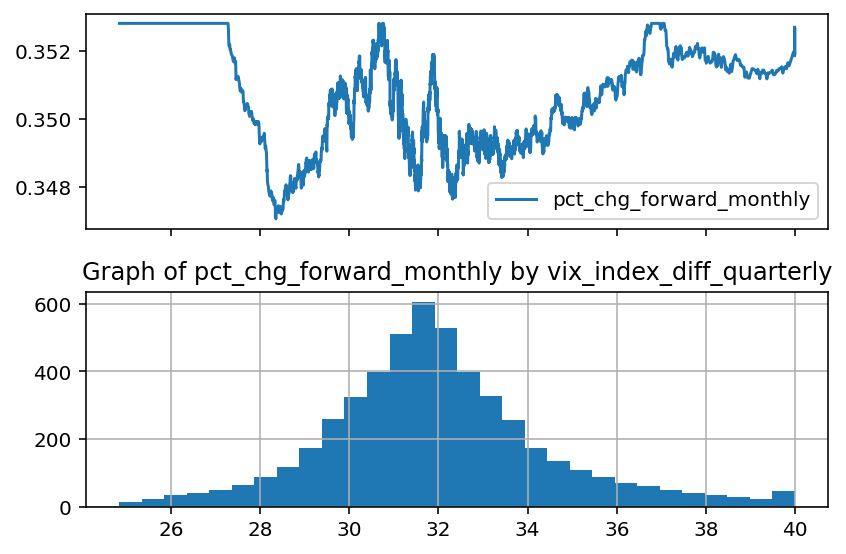 0.352
0.350
0.348
pct_chg_forward_monthly
Graph of pct_chg_forward_monthly by vix_index_diff_quarterly
600
400
200
0
26 28 30 32 34 36 38 40